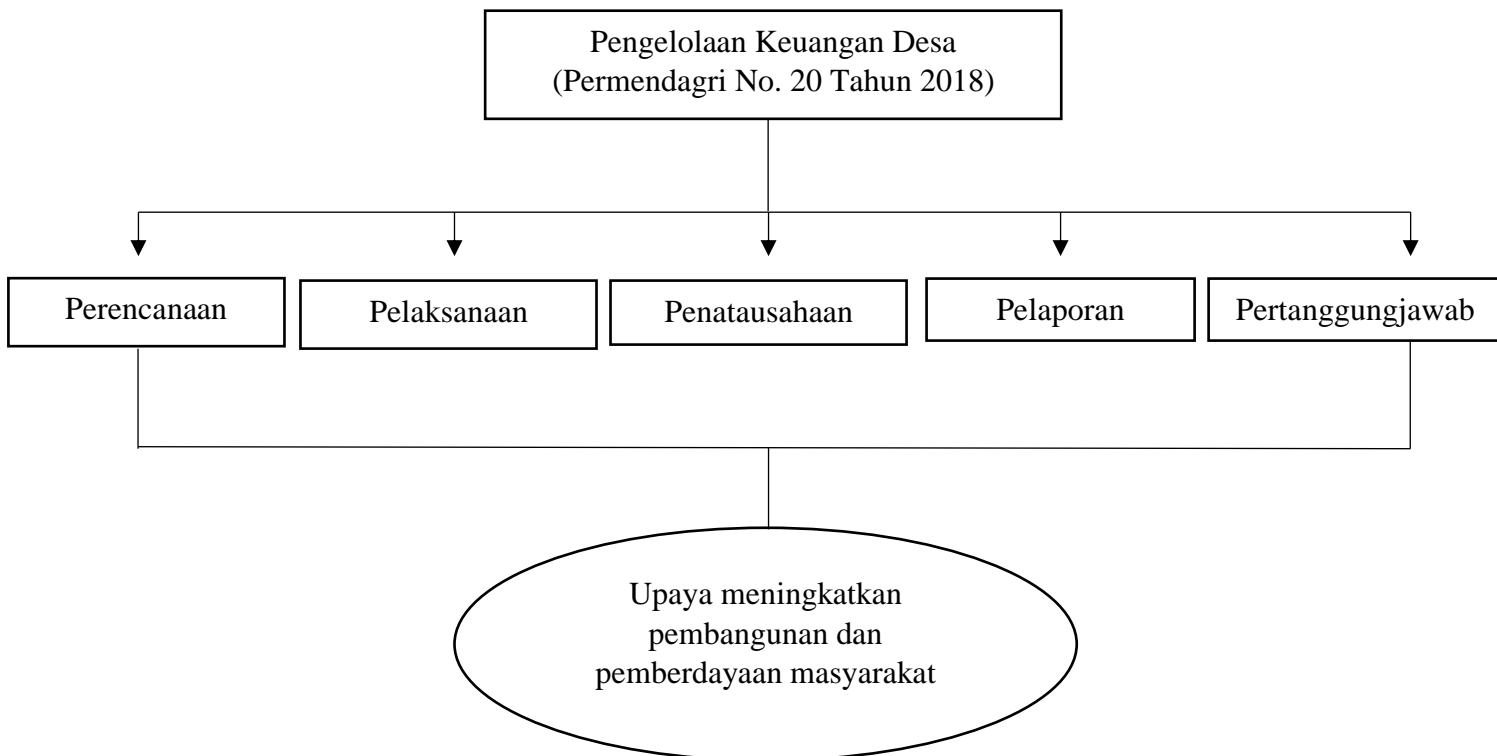 Pengelolaan Keuangan Desa
(Permendagri No. 20 Tahun 2018)
Perencanaan
Pelaksanaan
Penatausahaan
Pelaporan
Pertanggungjawab
Upaya meningkatkan
pembangunan dan
pemberdayaan masyarakat